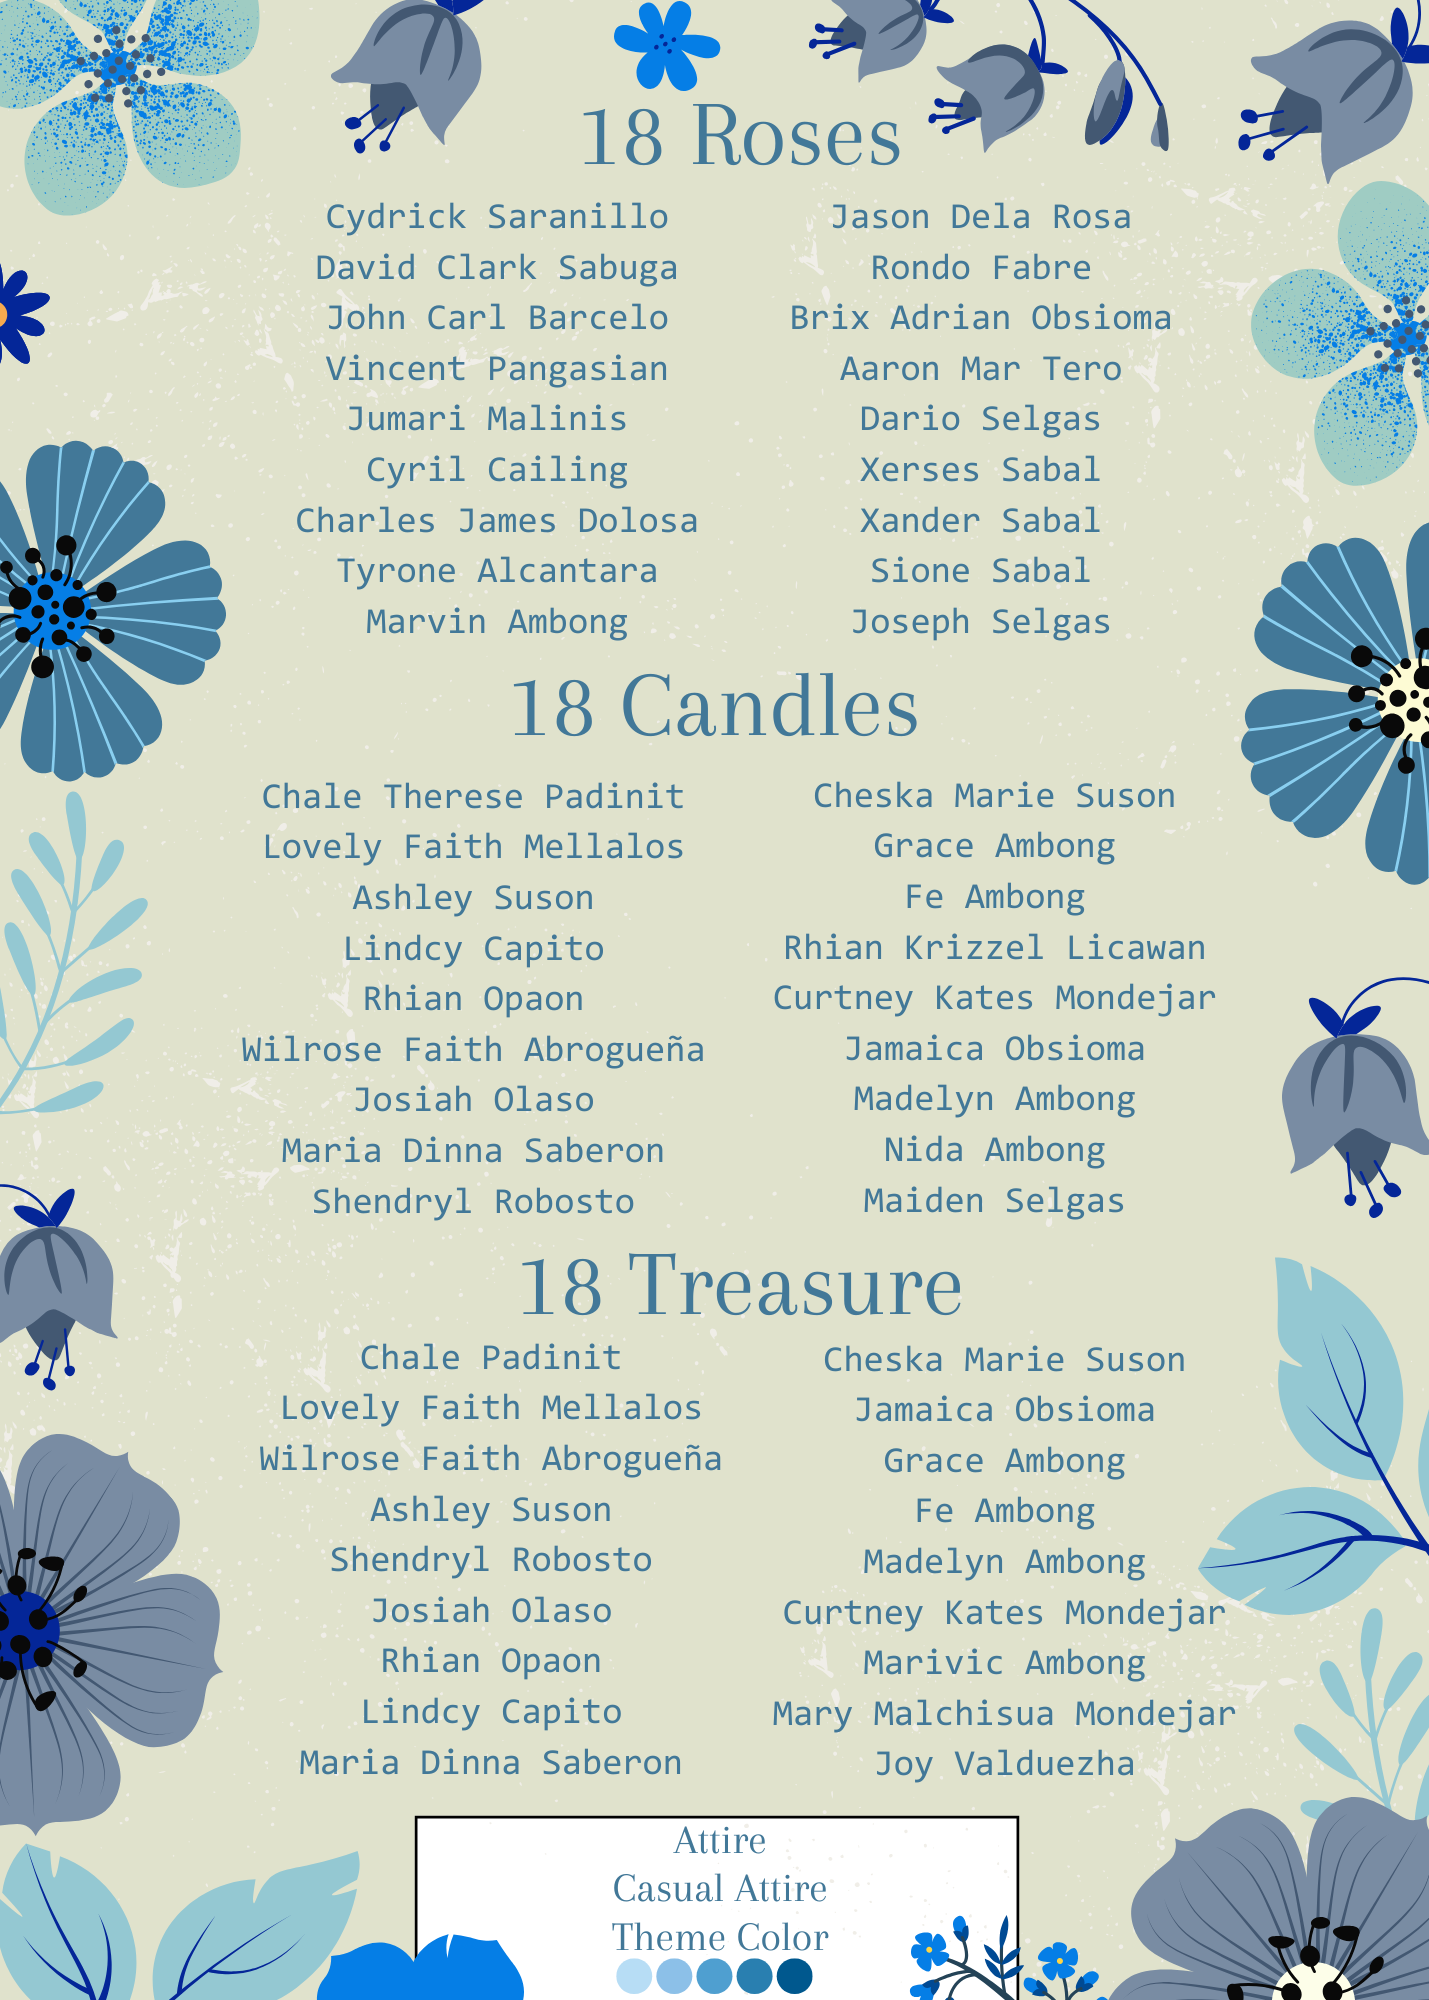 18 Roses
Cydrick Saranillo
David Clark Sabuga
John Carl Barcelo
Vincent Pangasian
Jumari Malinis
Cyril Cailing
Charles James Dolosa
Tyrone Alcantara
Marvin Ambong
Jason Dela Rosa
Rondo Fabre
Brix Adrian Obsioma
Aaron Mar Tero
Dario Selgas
Xerses Sabal
Xander Sabal
Sione Sabal
Joseph Selgas
18 Candles
Chale Therese Padinit
Lovely Faith Mellalos
Ashley Suson
Lindcy Capito
Rhian Opaon
Wilrose Faith Abrogueña
Josiah Olaso
Maria Dinna Saberon
Shendryl Robosto
Cheska Marie Suson
Grace Ambong
Fe Ambong
Rhian Krizzel Licawan
Curtney Kates Mondejar
Jamaica Obsioma
Madelyn Ambong
Nida Ambong
Maiden Selgas
18 Treasure
Chale Padinit
Lovely Faith Mellalos
Wilrose Faith Abrogueña
Ashley Suson
Shendryl Robosto
Josiah Olaso
Rhian Opaon
Lindcy Capito
Maria Dinna Saberon
Cheska Marie Suson
Jamaica Obsioma
Grace Ambong
Fe Ambong
Madelyn Ambong
Curtney Kates Mondejar
Marivic Ambong
Mary Malchisua Mondejar
Joy Valduezha
Attire
Casual Attire
Theme Color